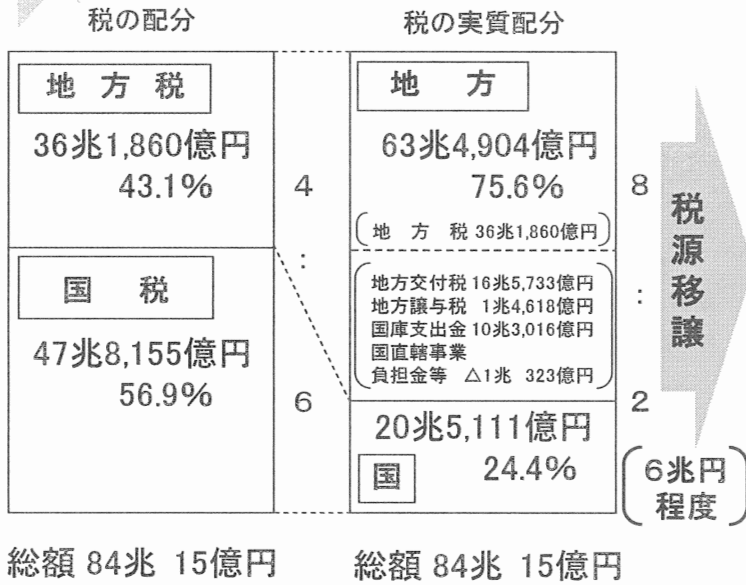 税の配分
地方税
36兆1,860億円
43.1%
国税
47兆8,155億円
56.9%
4
:
6
総額 84兆 15億円
税の実質配分
地方
63兆4,904億円
75.6%
(地 方 税 36兆1,860億円)
地方交付税 16兆5,733億円
地方譲与税 1兆4,618億円
国庫支出金 10兆3,016億円
国直轄事業
負担金等 △1兆 323億円
20兆5,111億円
国 24.4%
8
:
2
総額 84兆 15億円
税源移譲
(6兆円
程度)